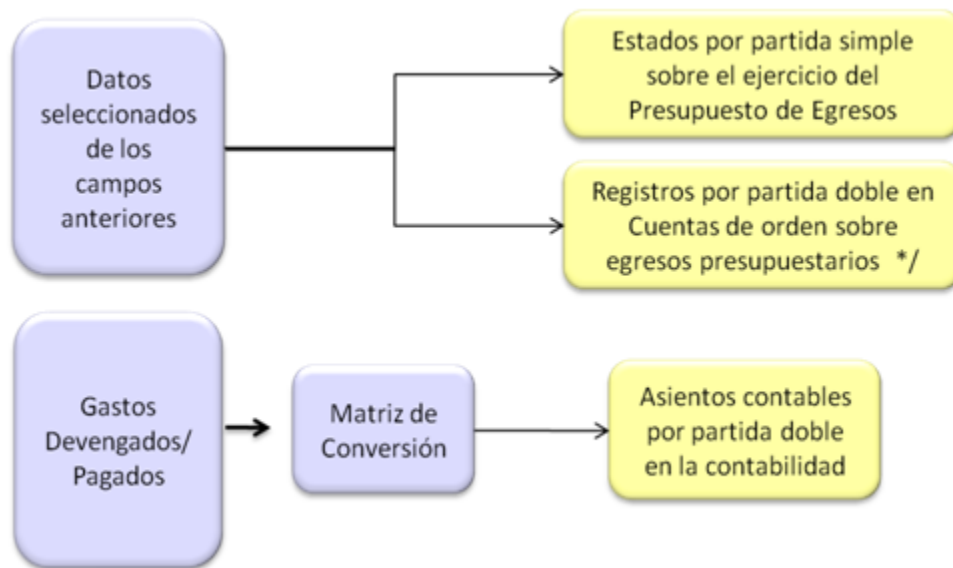 Datos
seleccionados
de los
campos
anteriores
Estados por partida simple
sobre el ejercicio del
Presupuesto de Egresos
Registros por partida doble en
Cuentas de orden sobre
egresos presupuestarios */
Gastos
Devengados/
Pagados
Matriz de
Conversión
Asientos contables
por partida doble
en la contabilidad